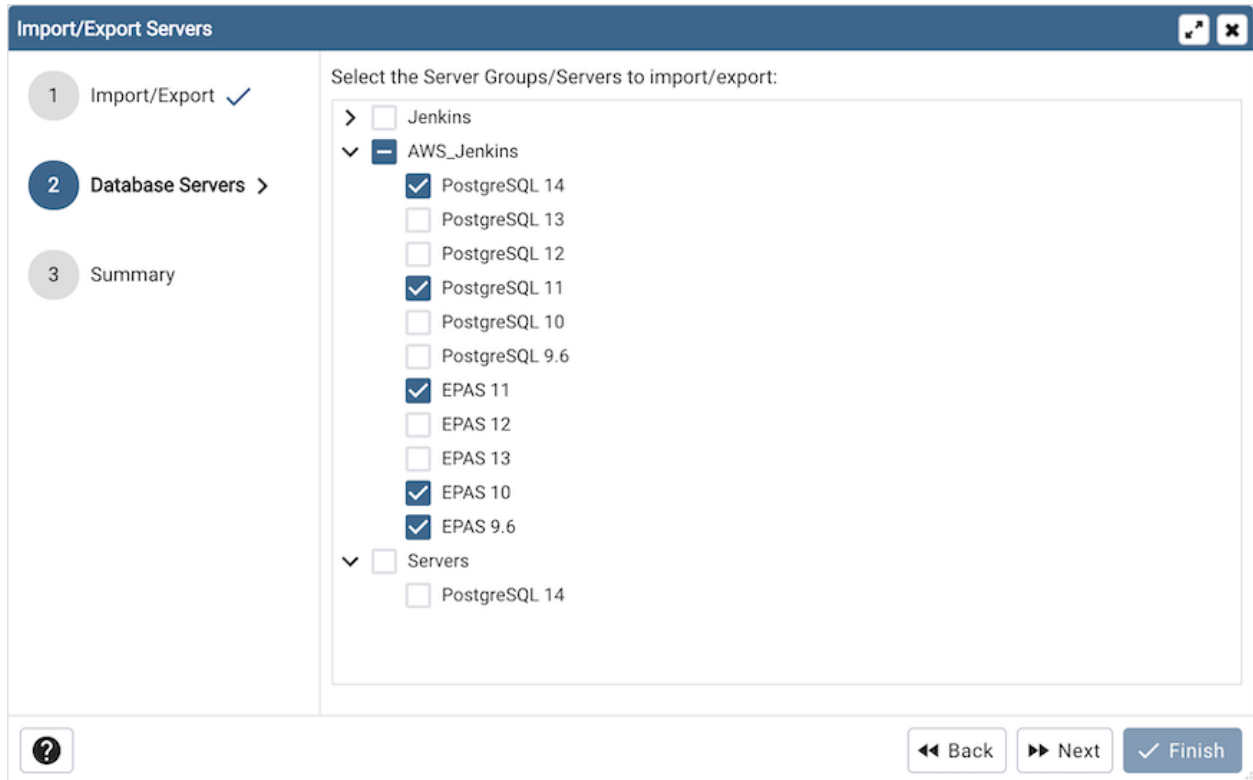 Import/Export Servers
1 Import/Export
2 Database Servers
3 Summary
Select the Server Groups/Servers to import/export:
Jenkins
AWS_Jenkins
PostgreSQL 14
PostgreSQL 13
PostgreSQL 12
PostgreSQL 11
PostgreSQL 10
PostgreSQL 9.6
EPAS 11
EPAS 12
EPAS 13
EPAS 10
EPAS 9.6
Servers
PostgreSQL 14
? Back Next Finish